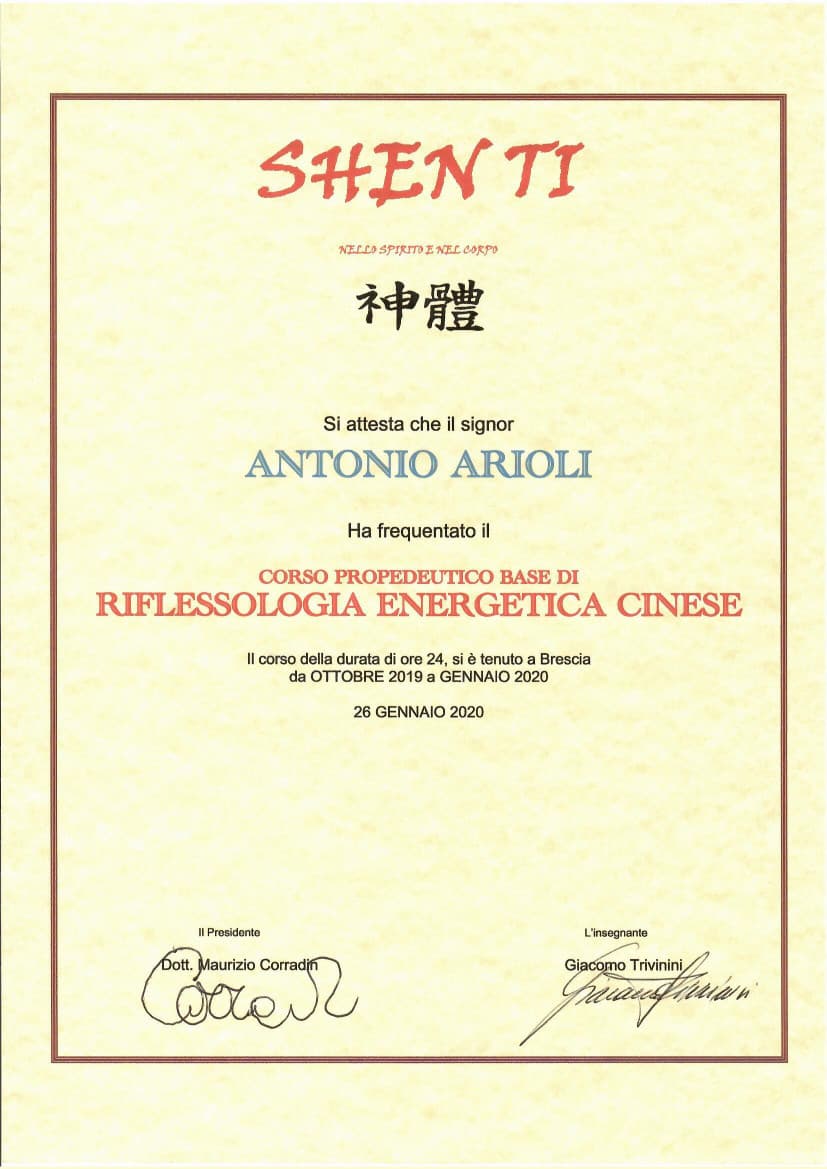 SHEN TI
NELLO SPIRITO E NEL CORPO
神體
Si attesta che il signor
ANTONIO ARIOLI
Ha frequentato il
CORSO PROPEDEUTICO BASE DI
RIFLESSOLOGIA ENERGETICA CINESE
Il corso della durata di ore 24, si è tenuto a Brescia
da OTTOBRE 2019 a GENNAIO 2020
26 GENNAIO 2020
Il Presidente
Dott. Maurizio Corradin
L'insegnante
Giacomo Trivinini